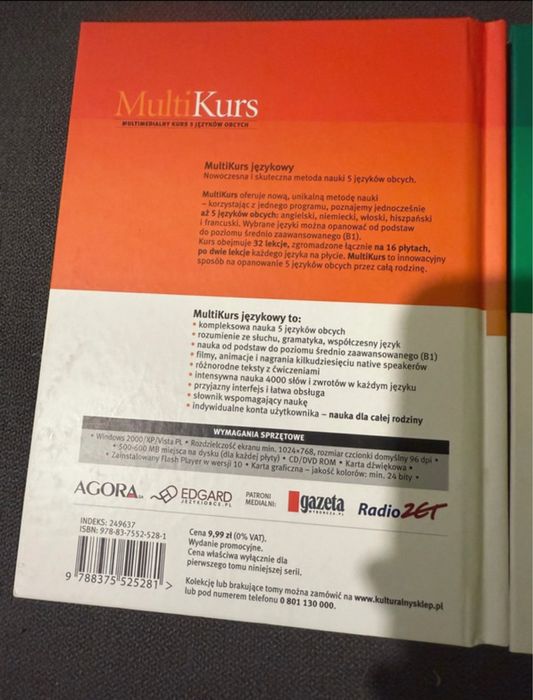 MultiKurs
MULTIMEDIALNY KURS 5 JĘZYKÓW OBCYCH
MultiKurs językowy
Nowoczesna i skuteczna metoda nauki 5 języków obcych.
MultiKurs oferuje nową, unikalną metodę nauki
– korzystając z jednego programu, poznajemy jednocześnie
aż 5 języków obcych: angielski, niemiecki, włoski, hiszpański
i francuski. Wybrane języki można opanować od podstaw
do poziomu średnio zaawansowanego (B1).
Kurs obejmuje 32 lekcje, zgromadzone łącznie na 16 płytach,
po dwie lekcje każdego języka na płycie. MultiKurs to innowacyjny
sposób na opanowanie 5 języków obcych przez całą rodzinę.
MultiKurs językowy to:
• kompleksowa nauka 5 języków obcych
• rozumienie ze słuchu, gramatyka, współczesny język
• nauka od podstaw do poziomu średnio zaawansowanego (B1)
• filmy, animacje i nagrania kilkudziesięciu native speakerów
• różnorodne teksty z ćwiczeniami
• intensywna nauka 4000 słów i zwrotów w każdym języku
• przyjazny interfejs i łatwa obsługa
• słownik wspomagający naukę
• indywidualne konta użytkownika – nauka dla całej rodziny
WYMAGANIA SPRZĘTOWE
• Windows 2000/XP/Vista PL • Rozdzielczość ekranu min. 1024×768, rozmiar czcionki domyślny 96 dpi •
• 500-600 MB miejsca na dysku (dla każdej płyty) • CD/DVD ROM • Karta dźwiękowa •
• Zainstalowany Flash Player w wersji 10 • Karta graficzna – jakość kolorów: min. 24 bity •
AGORA SA
EDGARD
JEZYKIOBCE.PL
PATRONI
MEDIALNI:
gazeta
WYBORCZA.PL
Radio ZET
INDEKS: 249637
ISBN: 978-83-7552-528-1
9 788375 525281 >
Cena 9,99 zł (0% VAT).
Wydanie promocyjne.
Cena właściwa wyłącznie dla
pierwszego tomu niniejszej serii.
Kolekcję lub brakujące tomy można zamówić na www.kulturalnysklep.pl
lub pod numerem telefonu 0 801 130 000.